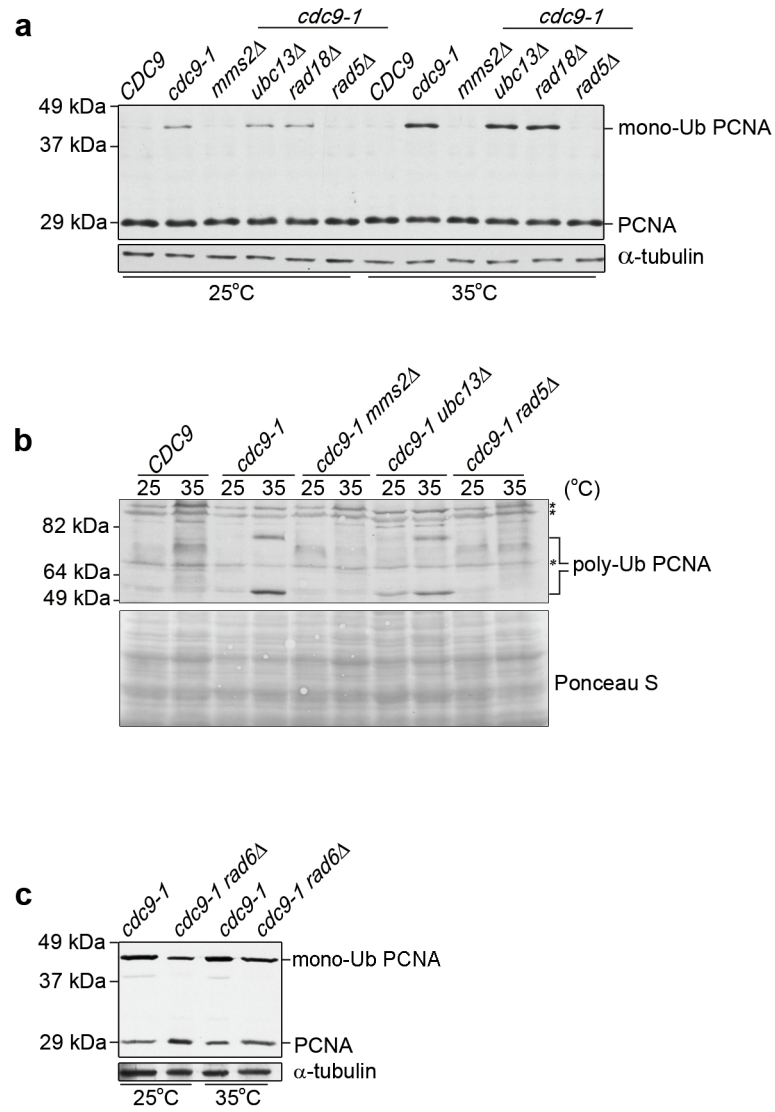 a
cdc9-1 cdc9-1
CDC9 cdc9-1 mms2Δ ubc13Δ rad18Δ rad5Δ CDC9 cdc9-1 mms2Δ ubc13Δ rad18Δ rad5Δ
49 kDa
mono-Ub PCNA
37 kDa
29 kDa PCNA
α-tubulin
25°C 35°C
b
CDC9 cdc9-1 cdc9-1 mms2Δ cdc9-1 ubc13Δ cdc9-1 rad5Δ
25 35 25 35 25 35 25 35 25 35 (°C)
*
*
82 kDa
* poly-Ub PCNA
64 kDa
49 kDa
Ponceau S
c
cdc9-1 cdc9-1 rad6Δ cdc9-1 cdc9-1 rad6Δ
49 kDa
mono-Ub PCNA
37 kDa
29 kDa PCNA
α-tubulin
25°C 35°C